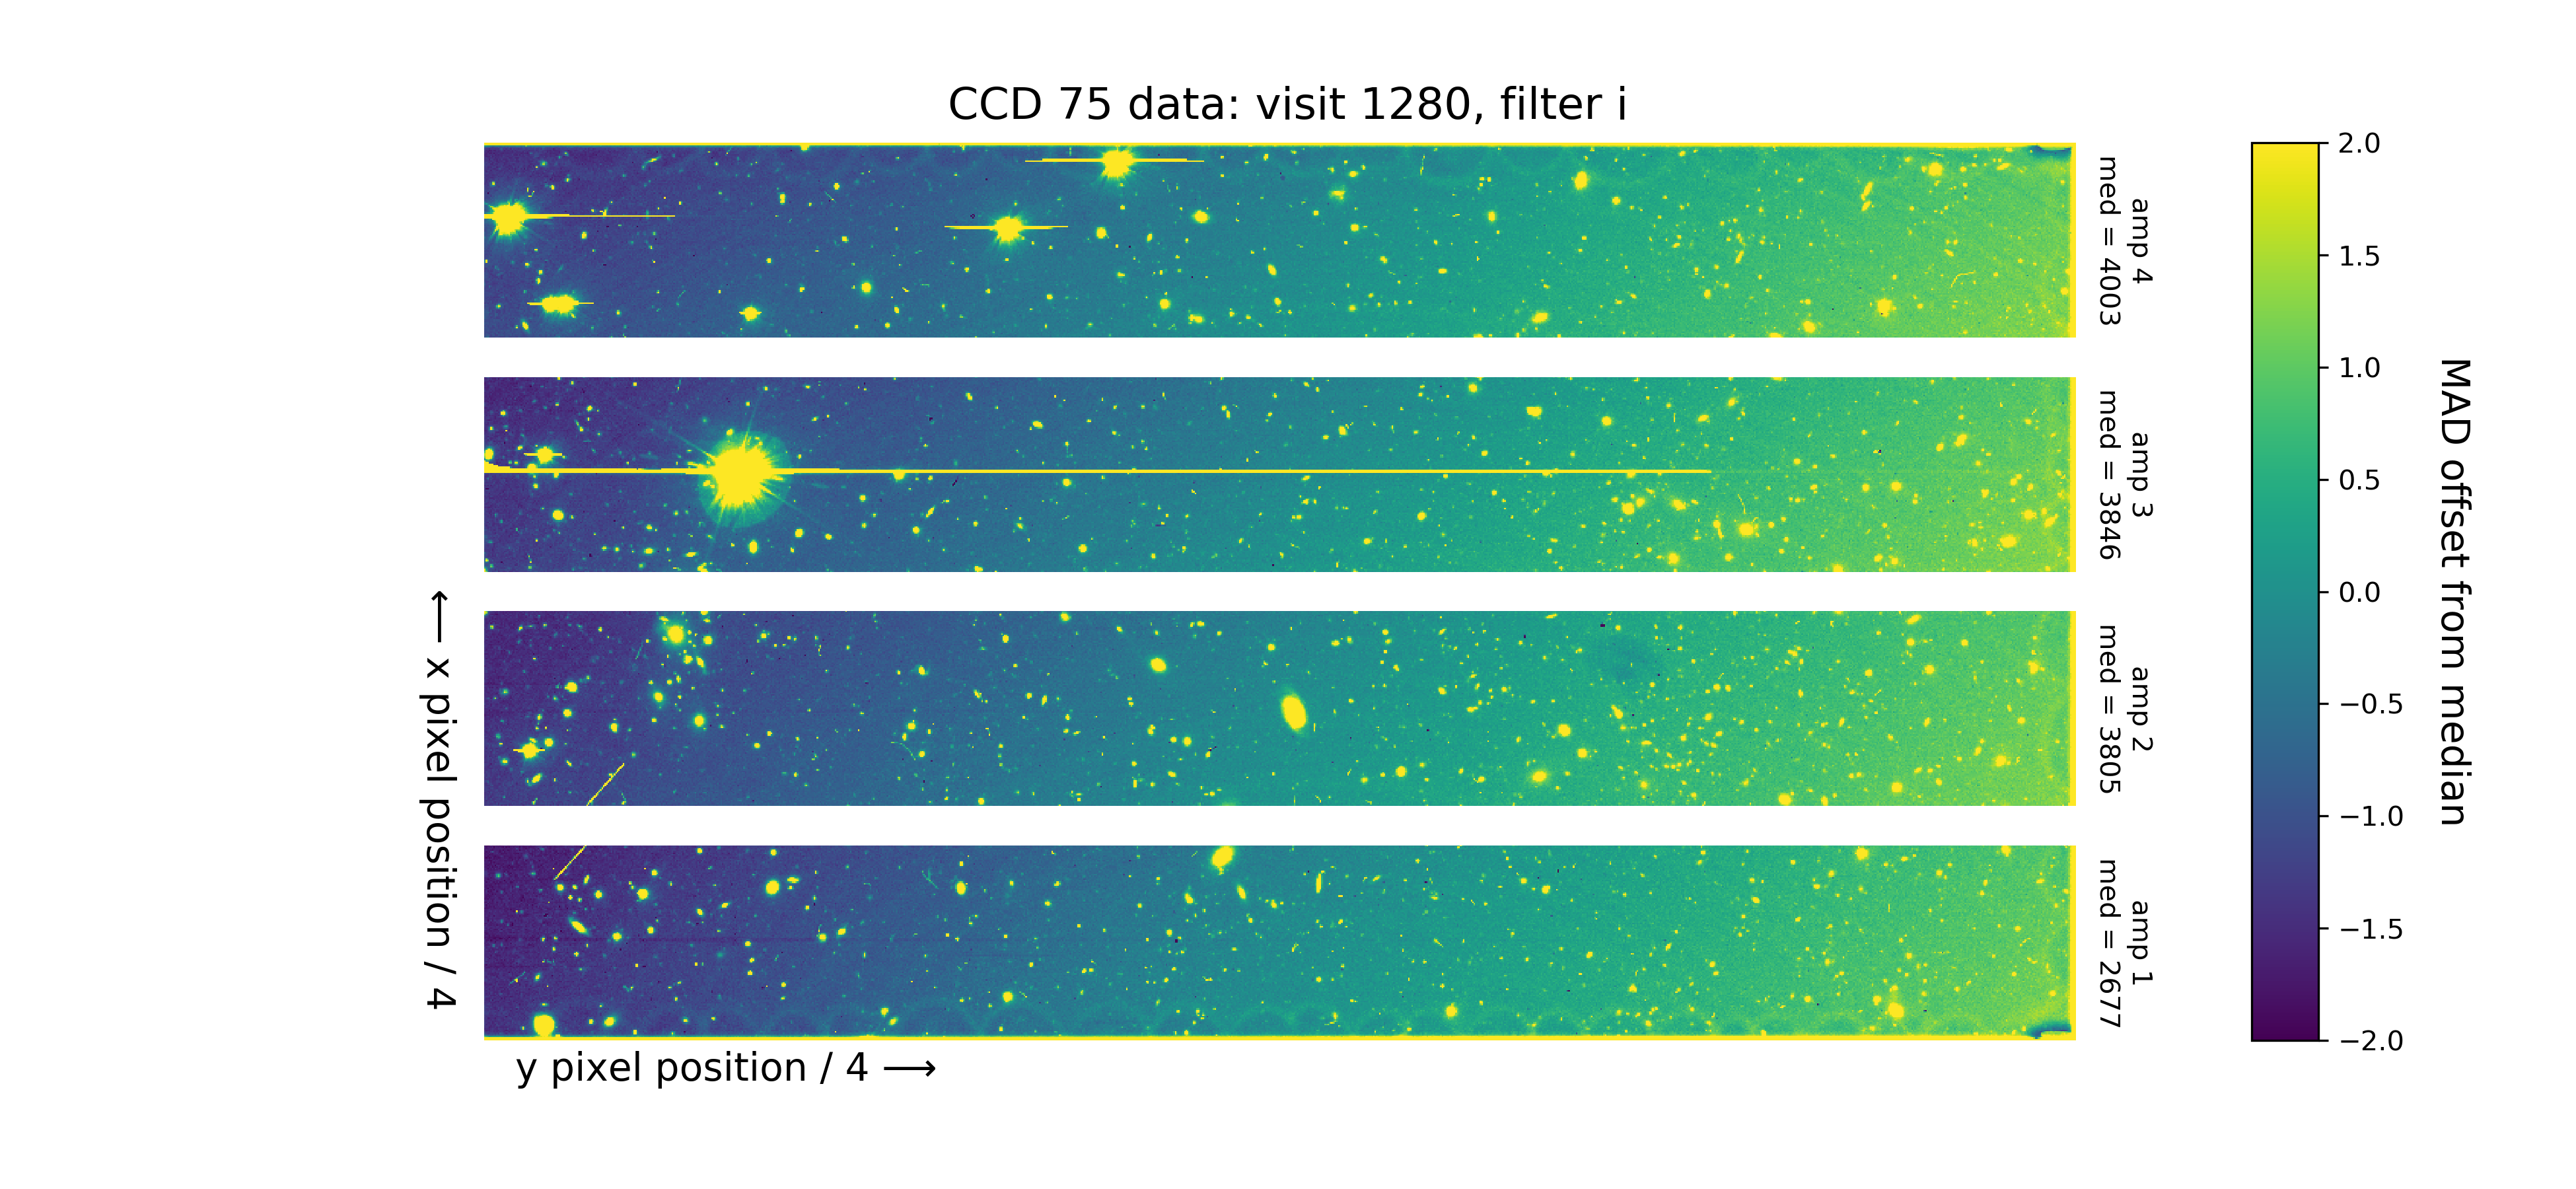 CCD 75 data: visit 1280, filter i
amp 4
med = 4003
amp 3
med = 3846
amp 2
med = 3805
amp 1
med = 2677
⟵ x pixel position / 4
y pixel position / 4 ⟶
2.0
1.5
1.0
0.5
0.0
−0.5
−1.0
−1.5
−2.0
MAD offset from median